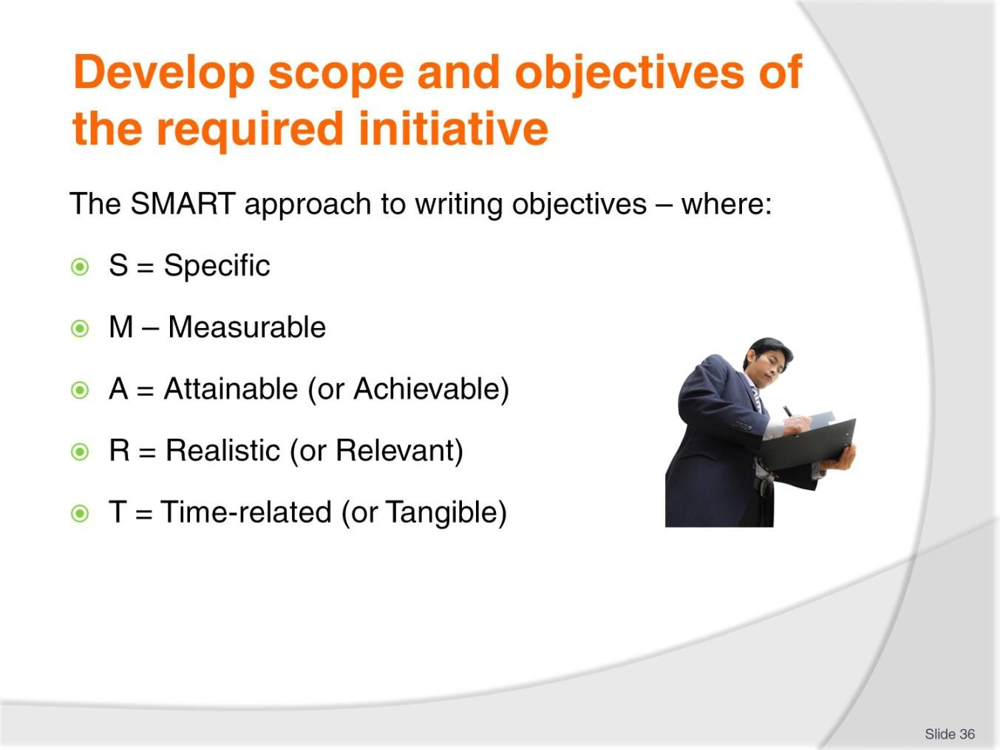 Develop scope and objectives of
the required initiative
The SMART approach to writing objectives – where:
S = Specific
M – Measurable
A = Attainable (or Achievable)
R = Realistic (or Relevant)
T = Time-related (or Tangible)
Slide 36